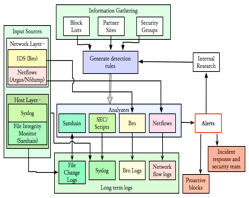 Information Gathering
Input Sources
Block
Lists
Partner
Sites
Security
Groups
Network Layer
IDS (Bro)
Netflows
(Argus/Nfdump)
Generate detection
rules
Internal
Research
Host Layer
Syslog
File Integrity
Monitor
(Samhain)
Analyzers
Samhain
SEC/
Scripts
Bro
Netflows
Alerts
File
Change
Logs
Syslog
Bro Logs
Network
flow logs
Long term logs
Incident
response and
security team
Proactive
blocks